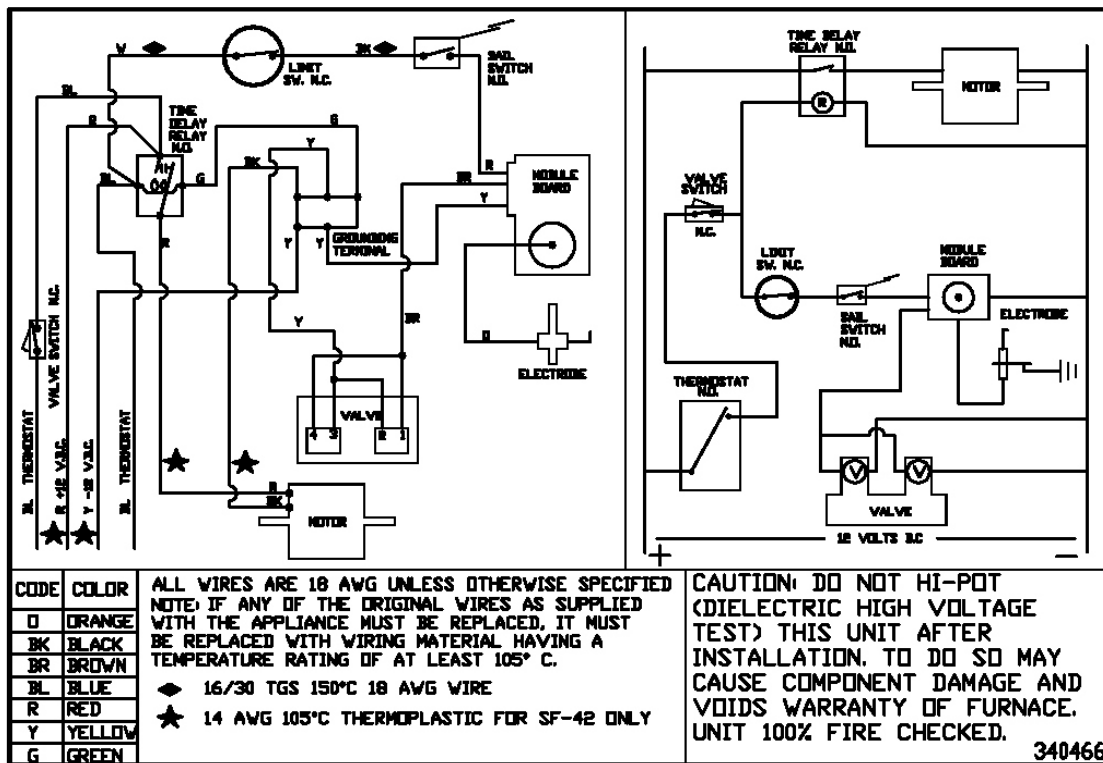 W
BK
LIMIT
SW. N.C.
SAIL
SWITCH
N.O.
BL
R
TIME
DELAY
RELAY
N.O.
G
Y
BK
BL
G
R
BR
R
Y
MODULE
BOARD
Y
Y
GROUNDING
TERMINAL
Y
BR
O
ELECTRODE
VALVE
4 3 2 1
R
BK
MOTOR
BL THERMOSTAT
VALVE SWITCH N.C.
R +12 V.D.C.
Y -12 V.D.C.
BL THERMOSTAT
TIME DELAY
RELAY N.O.
R
MOTOR
VALVE
SWITCH
N.C.
LIMIT
SW. N.C.
SAIL
SWITCH
N.O.
MODULE
BOARD
ELECTRODE
THERMOSTAT
N.O.
V
V
VALVE
12 VOLTS D.C
+
-
CODE COLOR
O ORANGE
BK BLACK
BR BROWN
BL BLUE
R RED
Y YELLOW
G GREEN
ALL WIRES ARE 18 AWG UNLESS OTHERWISE SPECIFIED
NOTE: IF ANY OF THE ORIGINAL WIRES AS SUPPLIED
WITH THE APPLIANCE MUST BE REPLACED, IT MUST
BE REPLACED WITH WIRING MATERIAL HAVING A
TEMPERATURE RATING OF AT LEAST 105° C.
16/30 TGS 150°C 18 AWG WIRE
14 AWG 105°C THERMOPLASTIC FOR SF-42 ONLY
CAUTION: DO NOT HI-POT
(DIELECTRIC HIGH VOLTAGE
TEST) THIS UNIT AFTER
INSTALLATION. TO DO SO MAY
CAUSE COMPONENT DAMAGE AND
VOIDS WARRANTY OF FURNACE.
UNIT 100% FIRE CHECKED.
340466